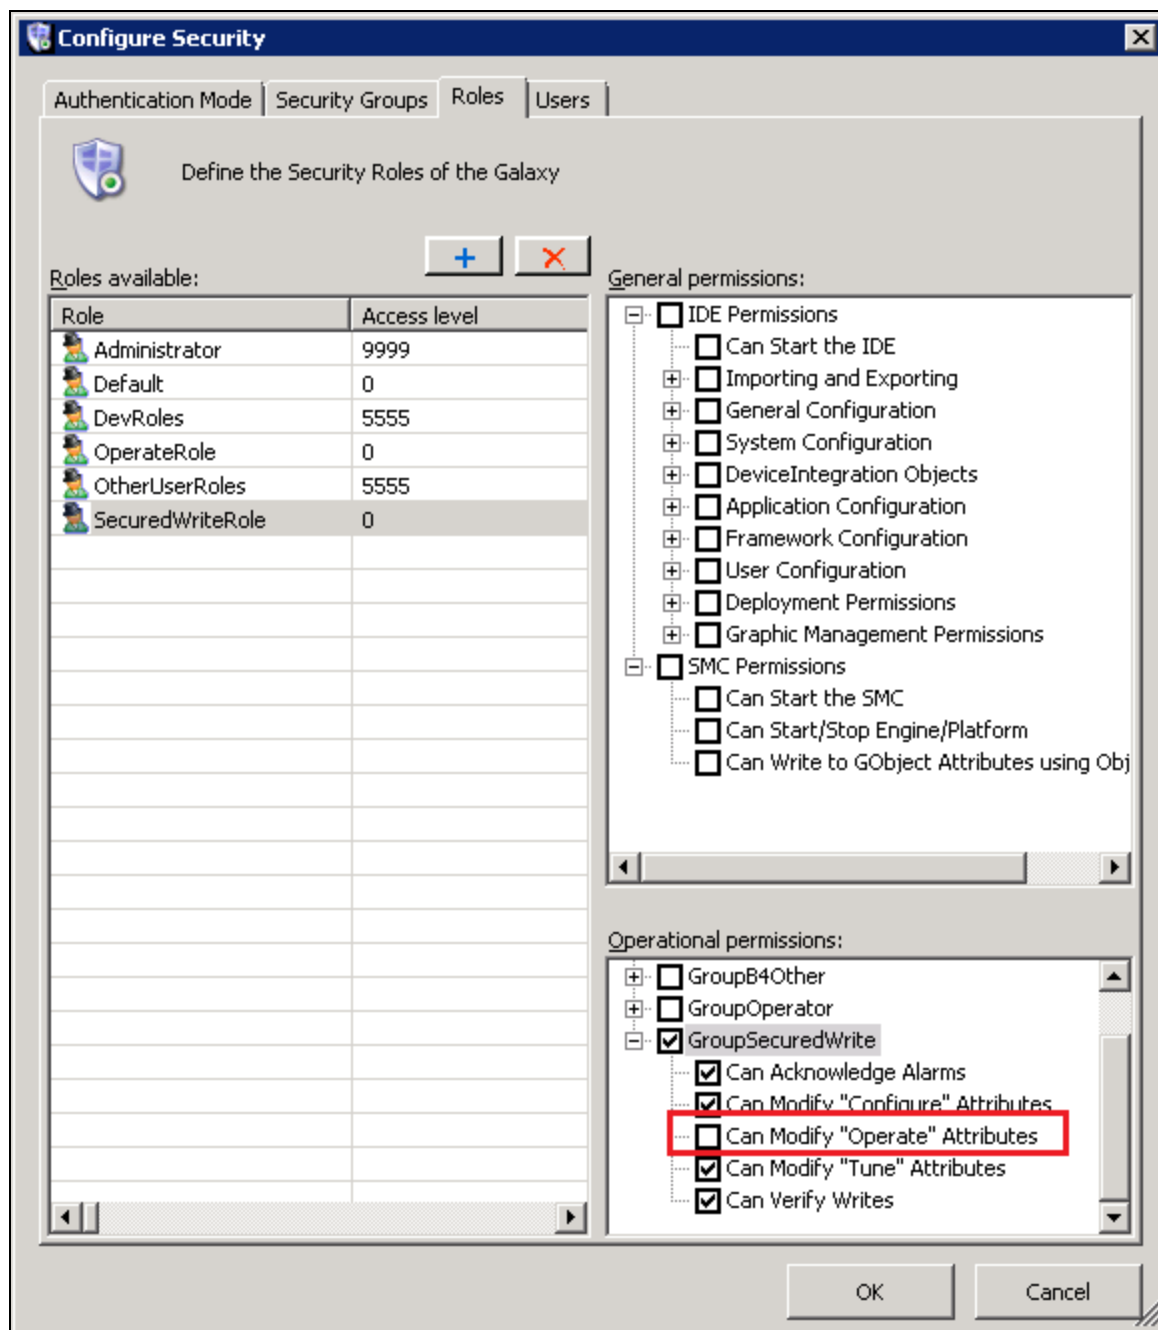 Configure Security
Authentication Mode Security Groups Roles Users
Define the Security Roles of the Galaxy
Roles available:
Role Access level
Administrator 9999
Default 0
DevRoles 5555
OperateRole 0
OtherUserRoles 5555
SecuredWriteRole 0
General permissions:
IDE Permissions
Can Start the IDE
Importing and Exporting
General Configuration
System Configuration
DeviceIntegration Objects
Application Configuration
Framework Configuration
User Configuration
Deployment Permissions
Graphic Management Permissions
SMC Permissions
Can Start the SMC
Can Start/Stop Engine/Platform
Can Write to GObject Attributes using Obj
Operational permissions:
GroupB4Other
GroupOperator
GroupSecuredWrite
Can Acknowledge Alarms
Can Modify "Configure" Attributes
Can Modify "Operate" Attributes
Can Modify "Tune" Attributes
Can Verify Writes
OK Cancel